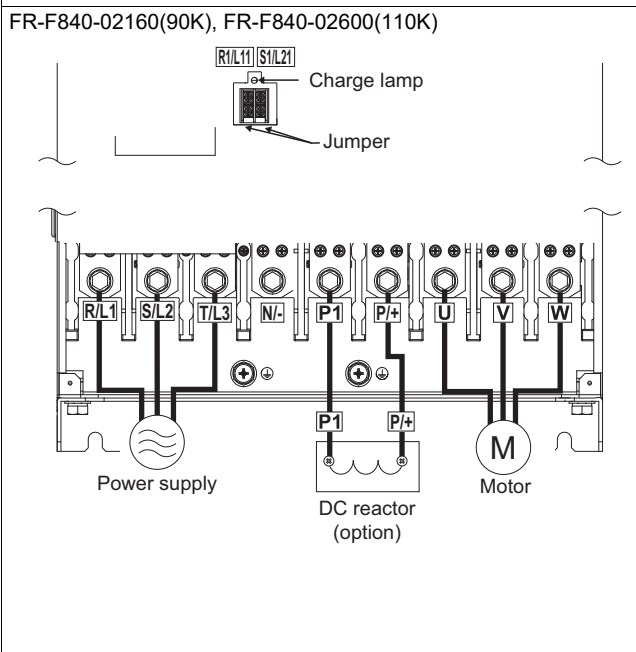 FR-F840-02160(90K), FR-F840-02600(110K)
R1/L11 S1/L21
Charge lamp
Jumper
R/L1 S/L2 T/L3 N/- P1 P/+ U V W
P1 P/+
M
Power supply
Motor
DC reactor
(option)